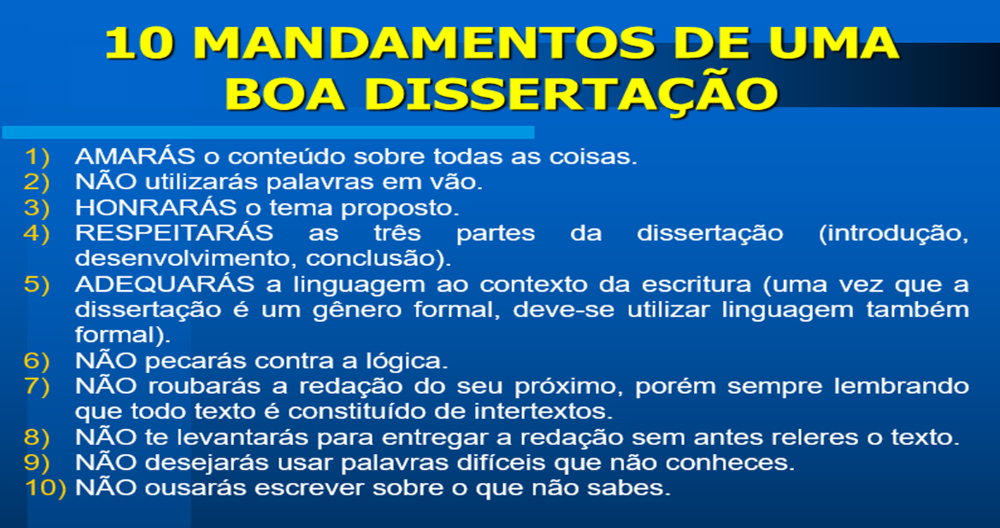 10 MANDAMENTOS DE UMA
BOA DISSERTAÇÃO
1) AMARÁS o conteúdo sobre todas as coisas.
2) NÃO utilizarás palavras em vão.
3) HONRARÁS o tema proposto.
4) RESPEITARÁS as três partes da dissertação (introdução,
desenvolvimento, conclusão).
5) ADEQUARÁS a linguagem ao contexto da escritura (uma vez que a
dissertação é um gênero formal, deve-se utilizar linguagem também
formal).
6) NÃO pecarás contra a lógica.
7) NÃO roubarás a redação do seu próximo, porém sempre lembrando
que todo texto é constituído de intertextos.
8) NÃO te levantarás para entregar a redação sem antes releres o texto.
9) NÃO desejarás usar palavras difíceis que não conheces.
10) NÃO ousarás escrever sobre o que não sabes.